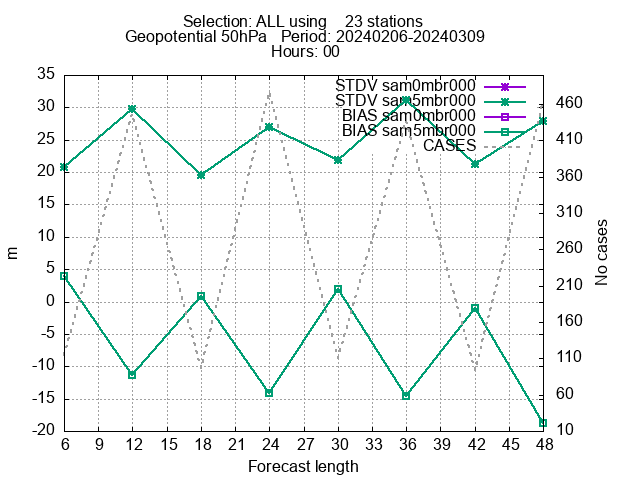 Selection: ALL using    23 stations
Geopotential 50hPa   Period: 20240206-20240309
Hours: 00
STDV sam0mbr000
STDV sam5mbr000
BIAS sam0mbr000
BIAS sam5mbr000
CASES
35
30
25
20
15
10
5
0
-5
-10
-15
-20
m
460
410
360
310
260
210
160
110
60
10
No cases
6 9 12 15 18 21 24 27 30 33 36 39 42 45 48
Forecast length